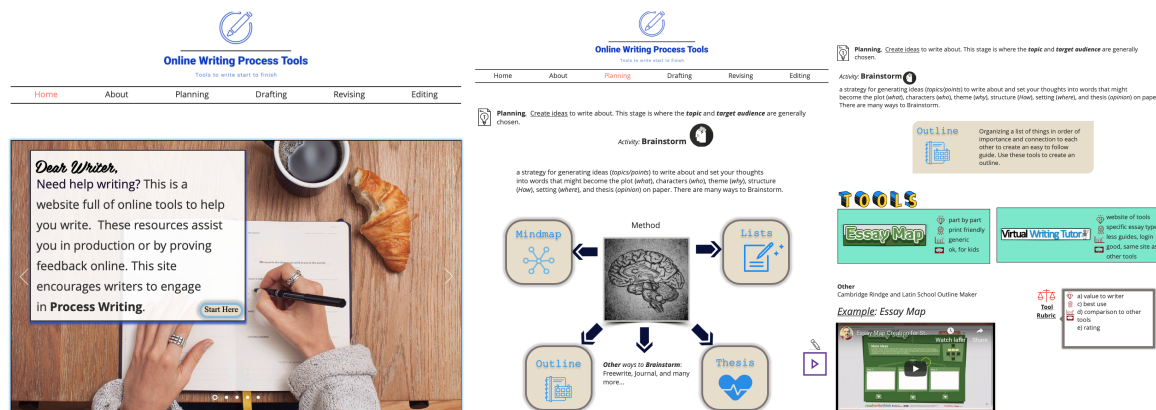 Online Writing Process Tools
Tools to write start to finish
Home About Planning Drafting Revising Editing
Dear Writer,
Need help writing? This is a
website full of online tools to help
you write. These resources assist
you in production or by proving
feedback online. This site
encourages writers to engage
in Process Writing.
Start Here
Online Writing Process Tools
Tools to write start to finish
Home About Planning Drafting Revising Editing
Planning. Create ideas to write about. This stage is where the topic and target audience are generally
chosen.
Activity: Brainstorm
a strategy for generating ideas (topics/points) to write about and set your thoughts
into words that might become the plot (what), characters (who), theme (why), structure
(How), setting (where), and thesis (opinion) on paper. There are many ways to Brainstorm.
Method
Mindmap
Lists
Outline
Other ways to Brainstorm:
Freewrite, Journal, and many
more...
Thesis
Planning. Create ideas to write about. This stage is where the topic and target audience are generally
chosen.
Activity: Brainstorm
a strategy for generating ideas (topics/points) to write about and set your thoughts into words that might
become the plot (what), characters (who), theme (why), structure (How), setting (where), and thesis (opinion) on pape
There are many ways to Brainstorm.
Outline
Organizing a list of things in order of
importance and connection to each
other to create an easy to follow
guide. Use these tools to create an
outline.
TOOLS
Essay Map
part by part
print friendly
generic
ok, for kids
Virtual Writing Tutor
website of tools
specific essay type
less guides, login
good, same site as
other tools
Other
Cambridge Rindge and Latin School Outline Maker
Example: Essay Map
Essay Map Creation for St...
Watch later
Share
Tool
Rubric
a) value to writer
c) best use
d) comparison to other
tools
e) rating